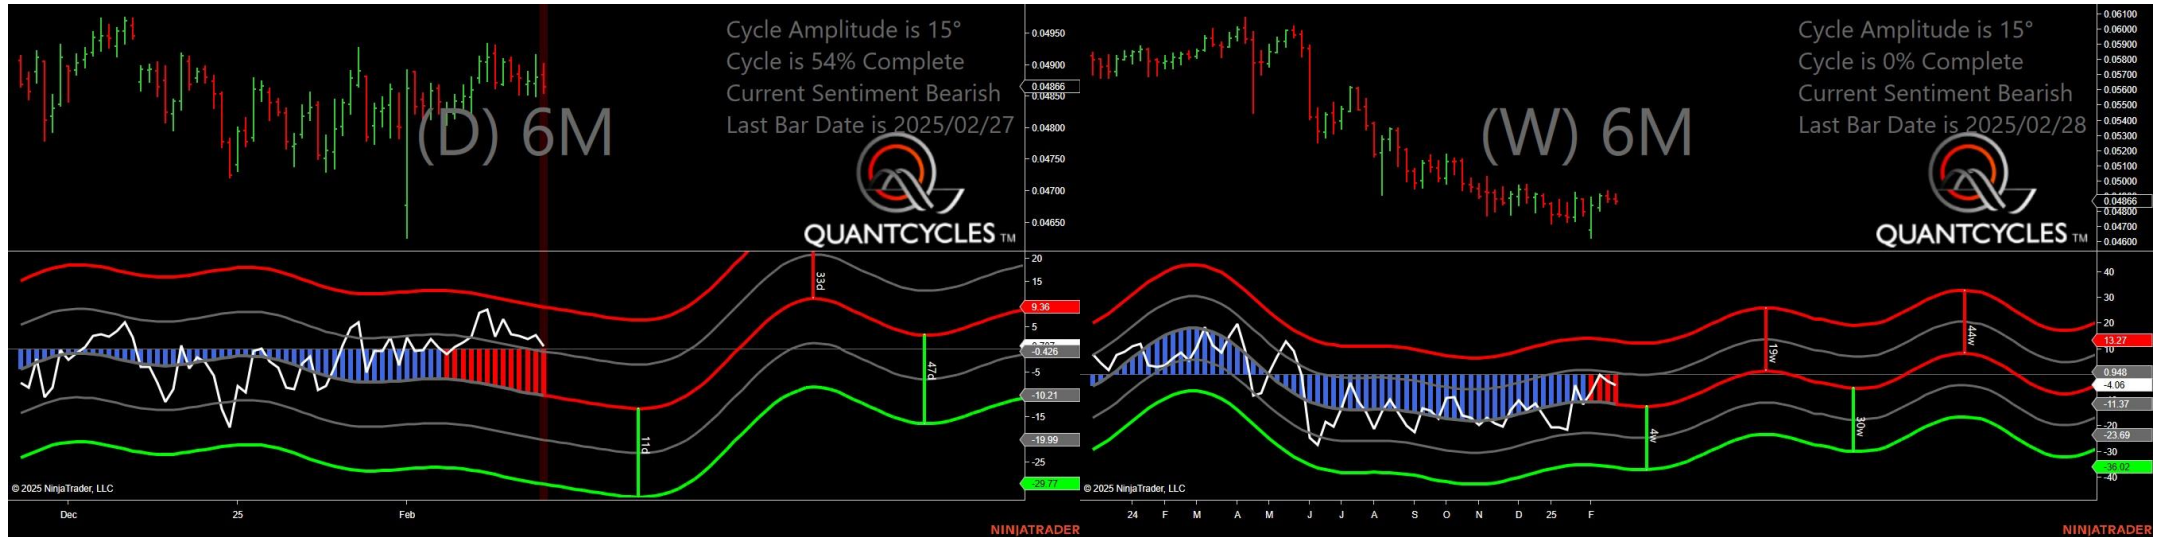 Cycle Amplitude is 15°
Cycle is 54% Complete
Current Sentiment Bearish
Last Bar Date is 2025/02/27
(D) 6M
QUANTCYCLES TM
0.04950
0.04900
0.04866
0.04850
0.04800
0.04750
0.04700
0.04650
33d
47d
11d
20
15
9.36
5
-0.426
-5
-10.21
-15
-19.99
-25
-29.77
© 2025 NinjaTrader, LLC
Dec
25
Feb
NINJATRADER
Cycle Amplitude is 15°
Cycle is 0% Complete
Current Sentiment Bearish
Last Bar Date is 2025/02/28
(W) 6M
QUANTCYCLES TM
0.06100
0.06000
0.05900
0.05800
0.05700
0.05600
0.05500
0.05400
0.05300
0.05200
0.05100
0.05000
0.04866
0.04800
0.04700
0.04600
19w
44w
4w
30w
40
30
20
13.27
10
0.948
-4.06
-11.37
-20
-23.69
-30
-36.02
-40
© 2025 NinjaTrader, LLC
24 F M A M J J A S O N D 25 F
NINJATRADER